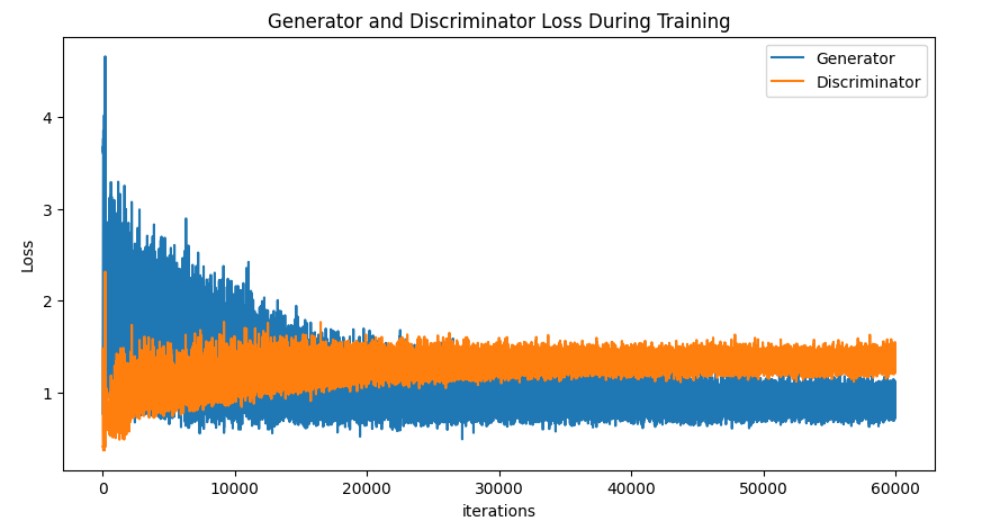 Generator and Discriminator Loss During Training
Generator
Discriminator
4
3
2
1
Loss
0
10000
20000
30000
40000
50000
60000
iterations